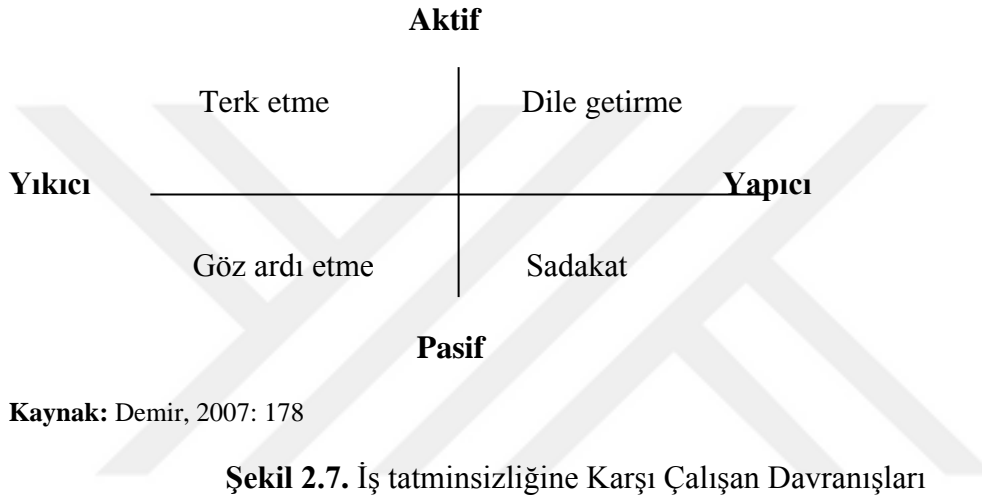 Aktif
Terk etme Dile getirme
Yıkıcı Yapıcı
Göz ardı etme Sadakat
Pasif
Kaynak: Demir, 2007: 178
Şekil 2.7. İş tatminsizliğine Karşı Çalışan Davranışları